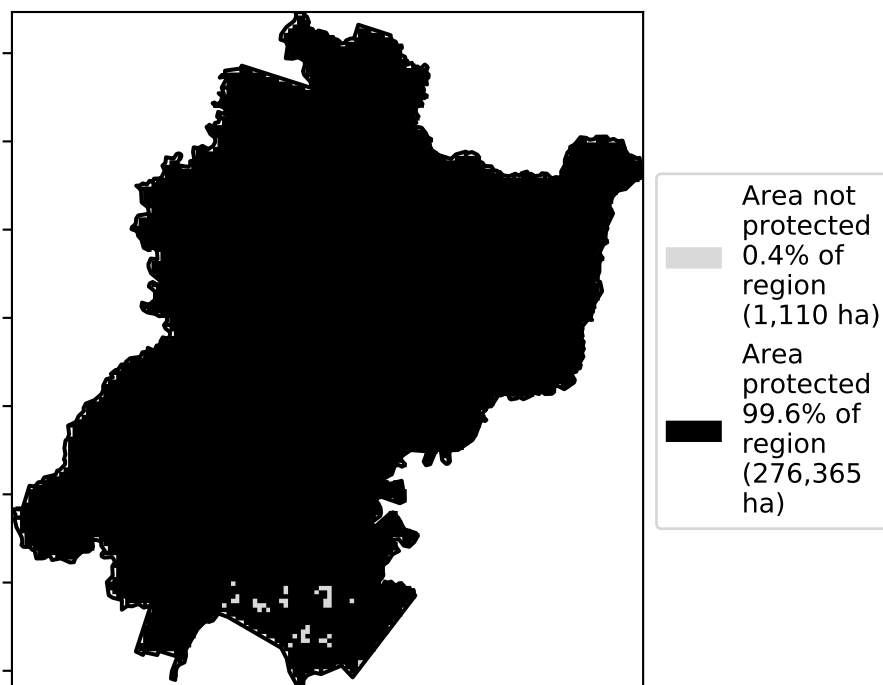 Area not
protected
0.4% of
region
(1,110 ha)
Area
protected
99.6% of
region
(276,365
ha)